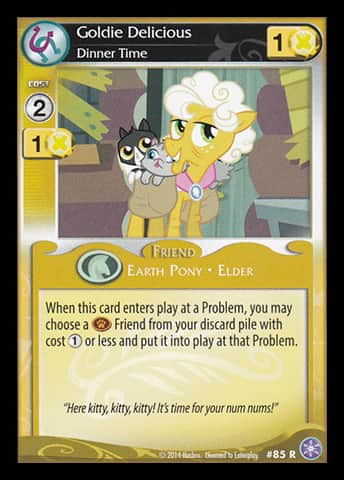 Goldie Delicious
Dinner Time
1
COST
2
1
FRIEND
EARTH PONY • ELDER
When this card enters play at a Problem, you may
choose a Friend from your discard pile with
cost 1 or less and put it into play at that Problem.
"Here kitty, kitty, kitty! It's time for your num nums!"
© 2014 Hasbro. Licensed to Enterplay.
#85 R